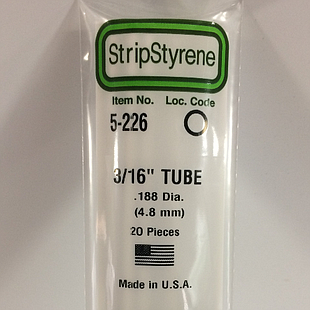 StripStyrene
Item No. Loc. Code
5-226
3/16" TUBE
.188 Dia.
(4.8 mm)
20 Pieces
Made in U.S.A.